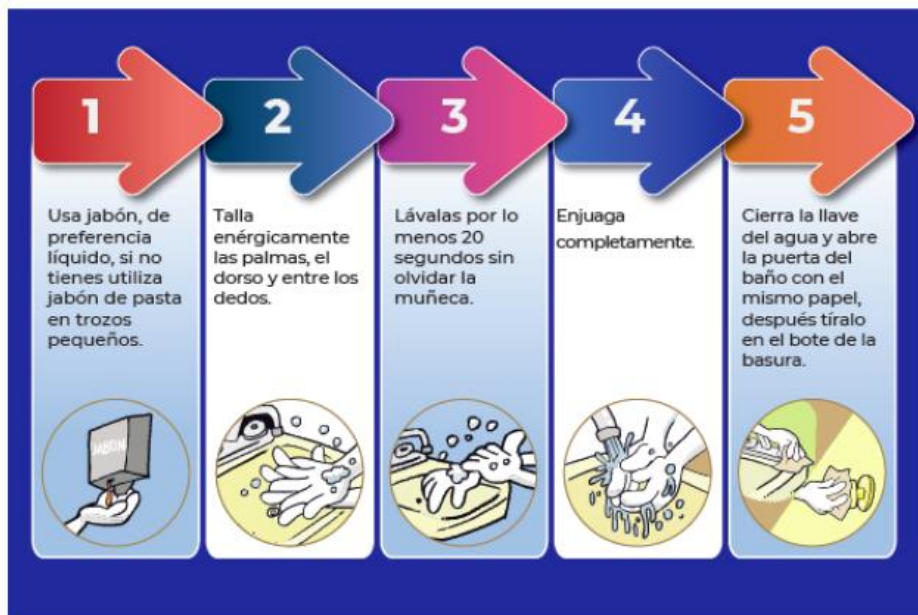 1
Usa jabón, de
preferencia
líquido, si no
tienes utiliza
jabón de pasta
en trozos
pequeños.
JABÓN
2
Talla
enérgicamente
las palmas, el
dorso y entre los
dedos.
3
Lávalas por lo
menos 20
segundos sin
olvidar la
muñeca.
4
Enjuaga
completamente.
5
Cierra la llave
del agua y abre
la puerta del
baño con el
mismo papel,
después tíralo
en el bote de la
basura.